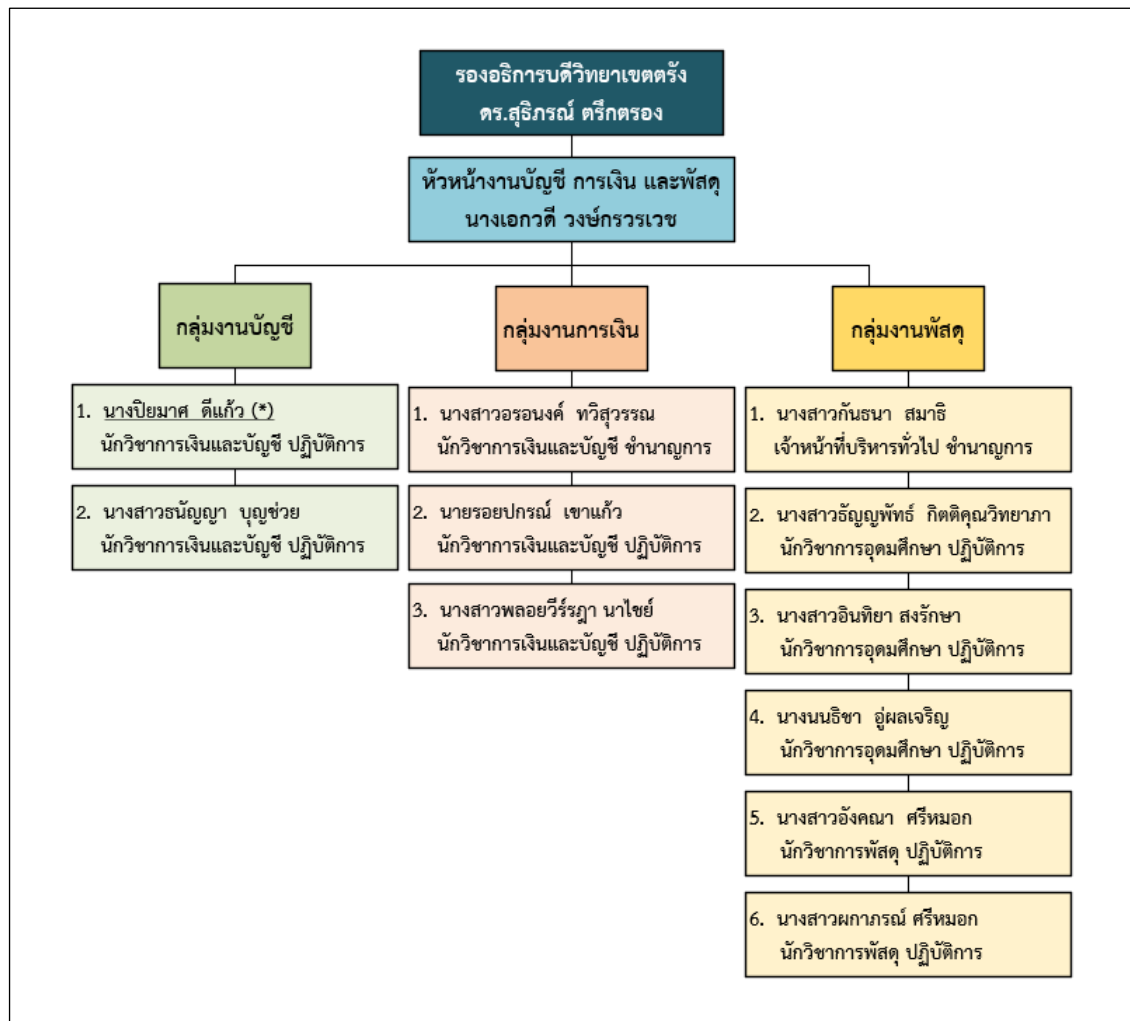 รองอธิการบดีวิทยาเขตตรัง
ดร.สุธิภรณ์ ตรึกตรอง
หัวหน้างานบัญชี การเงิน และพัสดุ
นางเอกวดี วงษ์กรวรเวช
กลุ่มงานบัญชี
1. นางปิยมาศ ดีแก้ว (*)
นักวิชาการเงินและบัญชี ปฏิบัติการ
2. นางสาวธนัญญา บุญช่วย
นักวิชาการเงินและบัญชี ปฏิบัติการ
กลุ่มงานการเงิน
1. นางสาวอรอนงค์ ทวิสุวรรณ
นักวิชาการเงินและบัญชี ชำนาญการ
2. นายรอยปกรณ์ เขาแก้ว
นักวิชาการเงินและบัญชี ปฏิบัติการ
3. นางสาวพลอยวีร์รฎา นาไชย์
นักวิชาการเงินและบัญชี ปฏิบัติการ
กลุ่มงานพัสดุ
1. นางสาวกันธนา สมาธิ
เจ้าหน้าที่บริหารทั่วไป ชำนาญการ
2. นางสาวธัญญพัทธ์ กิตติคุณวิทยาภา
นักวิชาการอุดมศึกษา ปฏิบัติการ
3. นางสาวอินทิยา สงรักษา
นักวิชาการอุดมศึกษา ปฏิบัติการ
4. นางนนธิชา อู่ผลเจริญ
นักวิชาการอุดมศึกษา ปฏิบัติการ
5. นางสาวอังคณา ศรีหมอก
นักวิชาการพัสดุ ปฏิบัติการ
6. นางสาวผกาภรณ์ ศรีหมอก
นักวิชาการพัสดุ ปฏิบัติการ